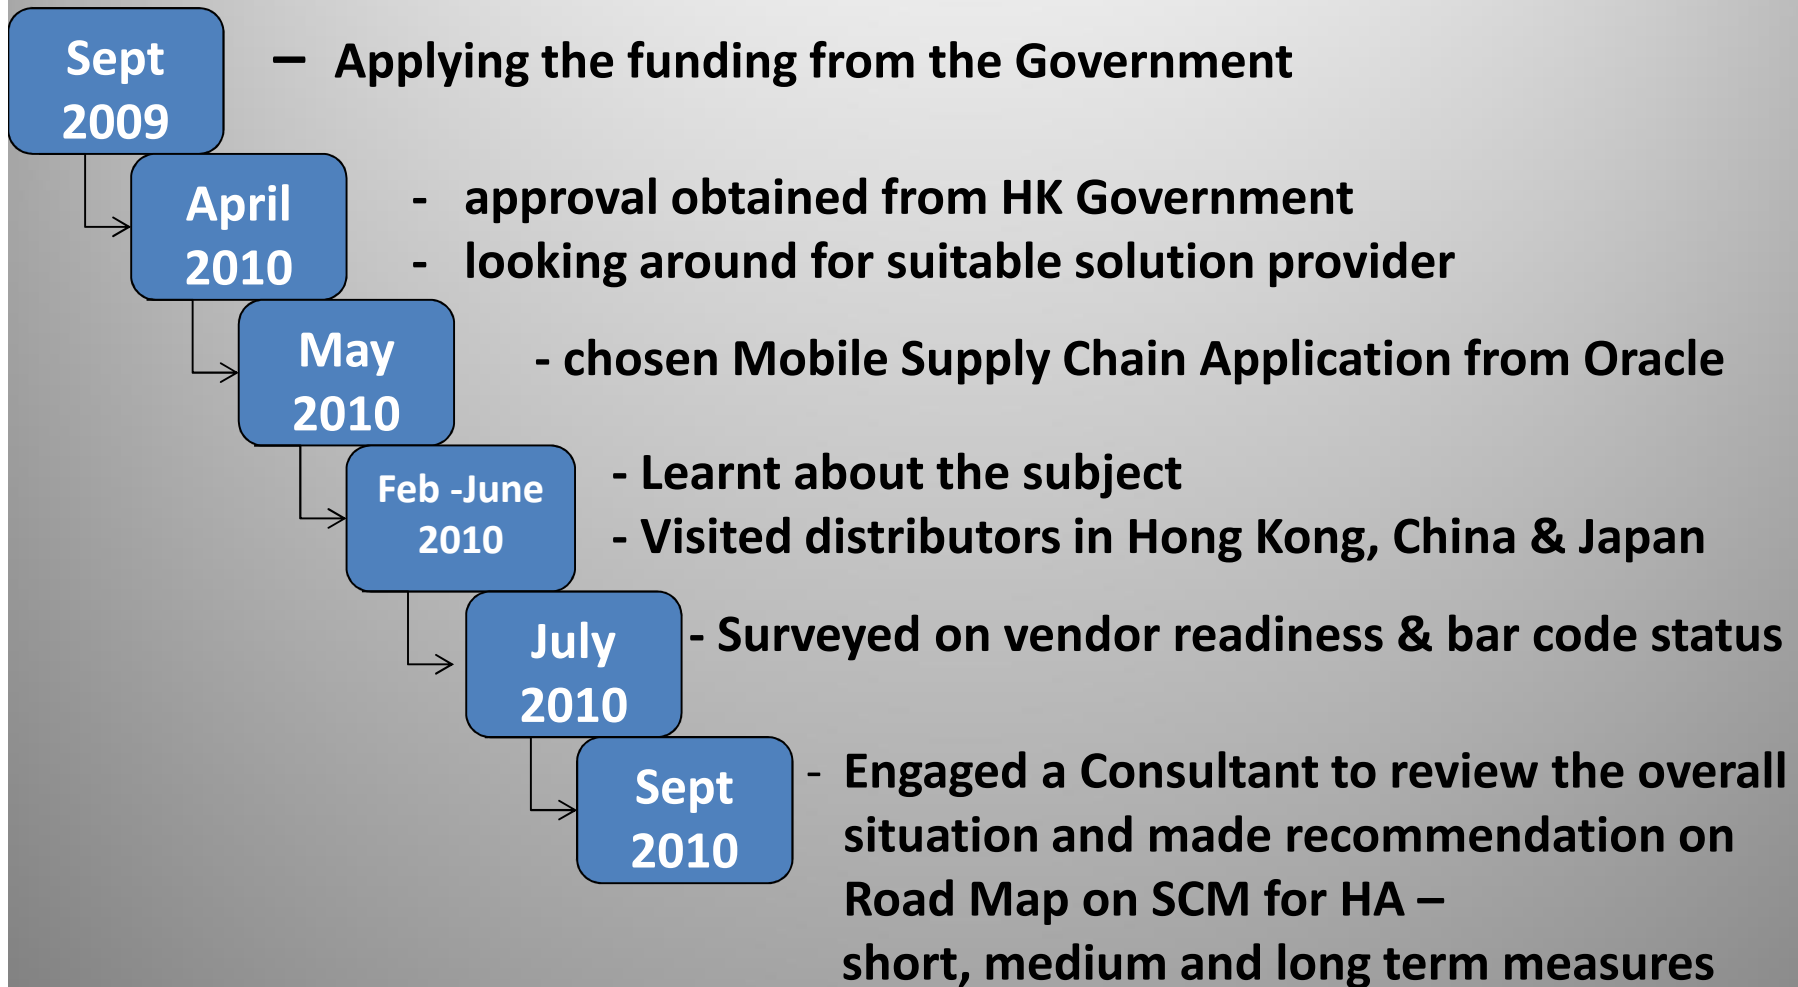 Sept
2009
– Applying the funding from the Government
April
2010
- approval obtained from HK Government
- looking around for suitable solution provider
May
2010
- chosen Mobile Supply Chain Application from Oracle
Feb -June
2010
- Learnt about the subject
- Visited distributors in Hong Kong, China & Japan
July
2010
- Surveyed on vendor readiness & bar code status
Sept
2010
- Engaged a Consultant to review the overall
situation and made recommendation on
Road Map on SCM for HA –
short, medium and long term measures